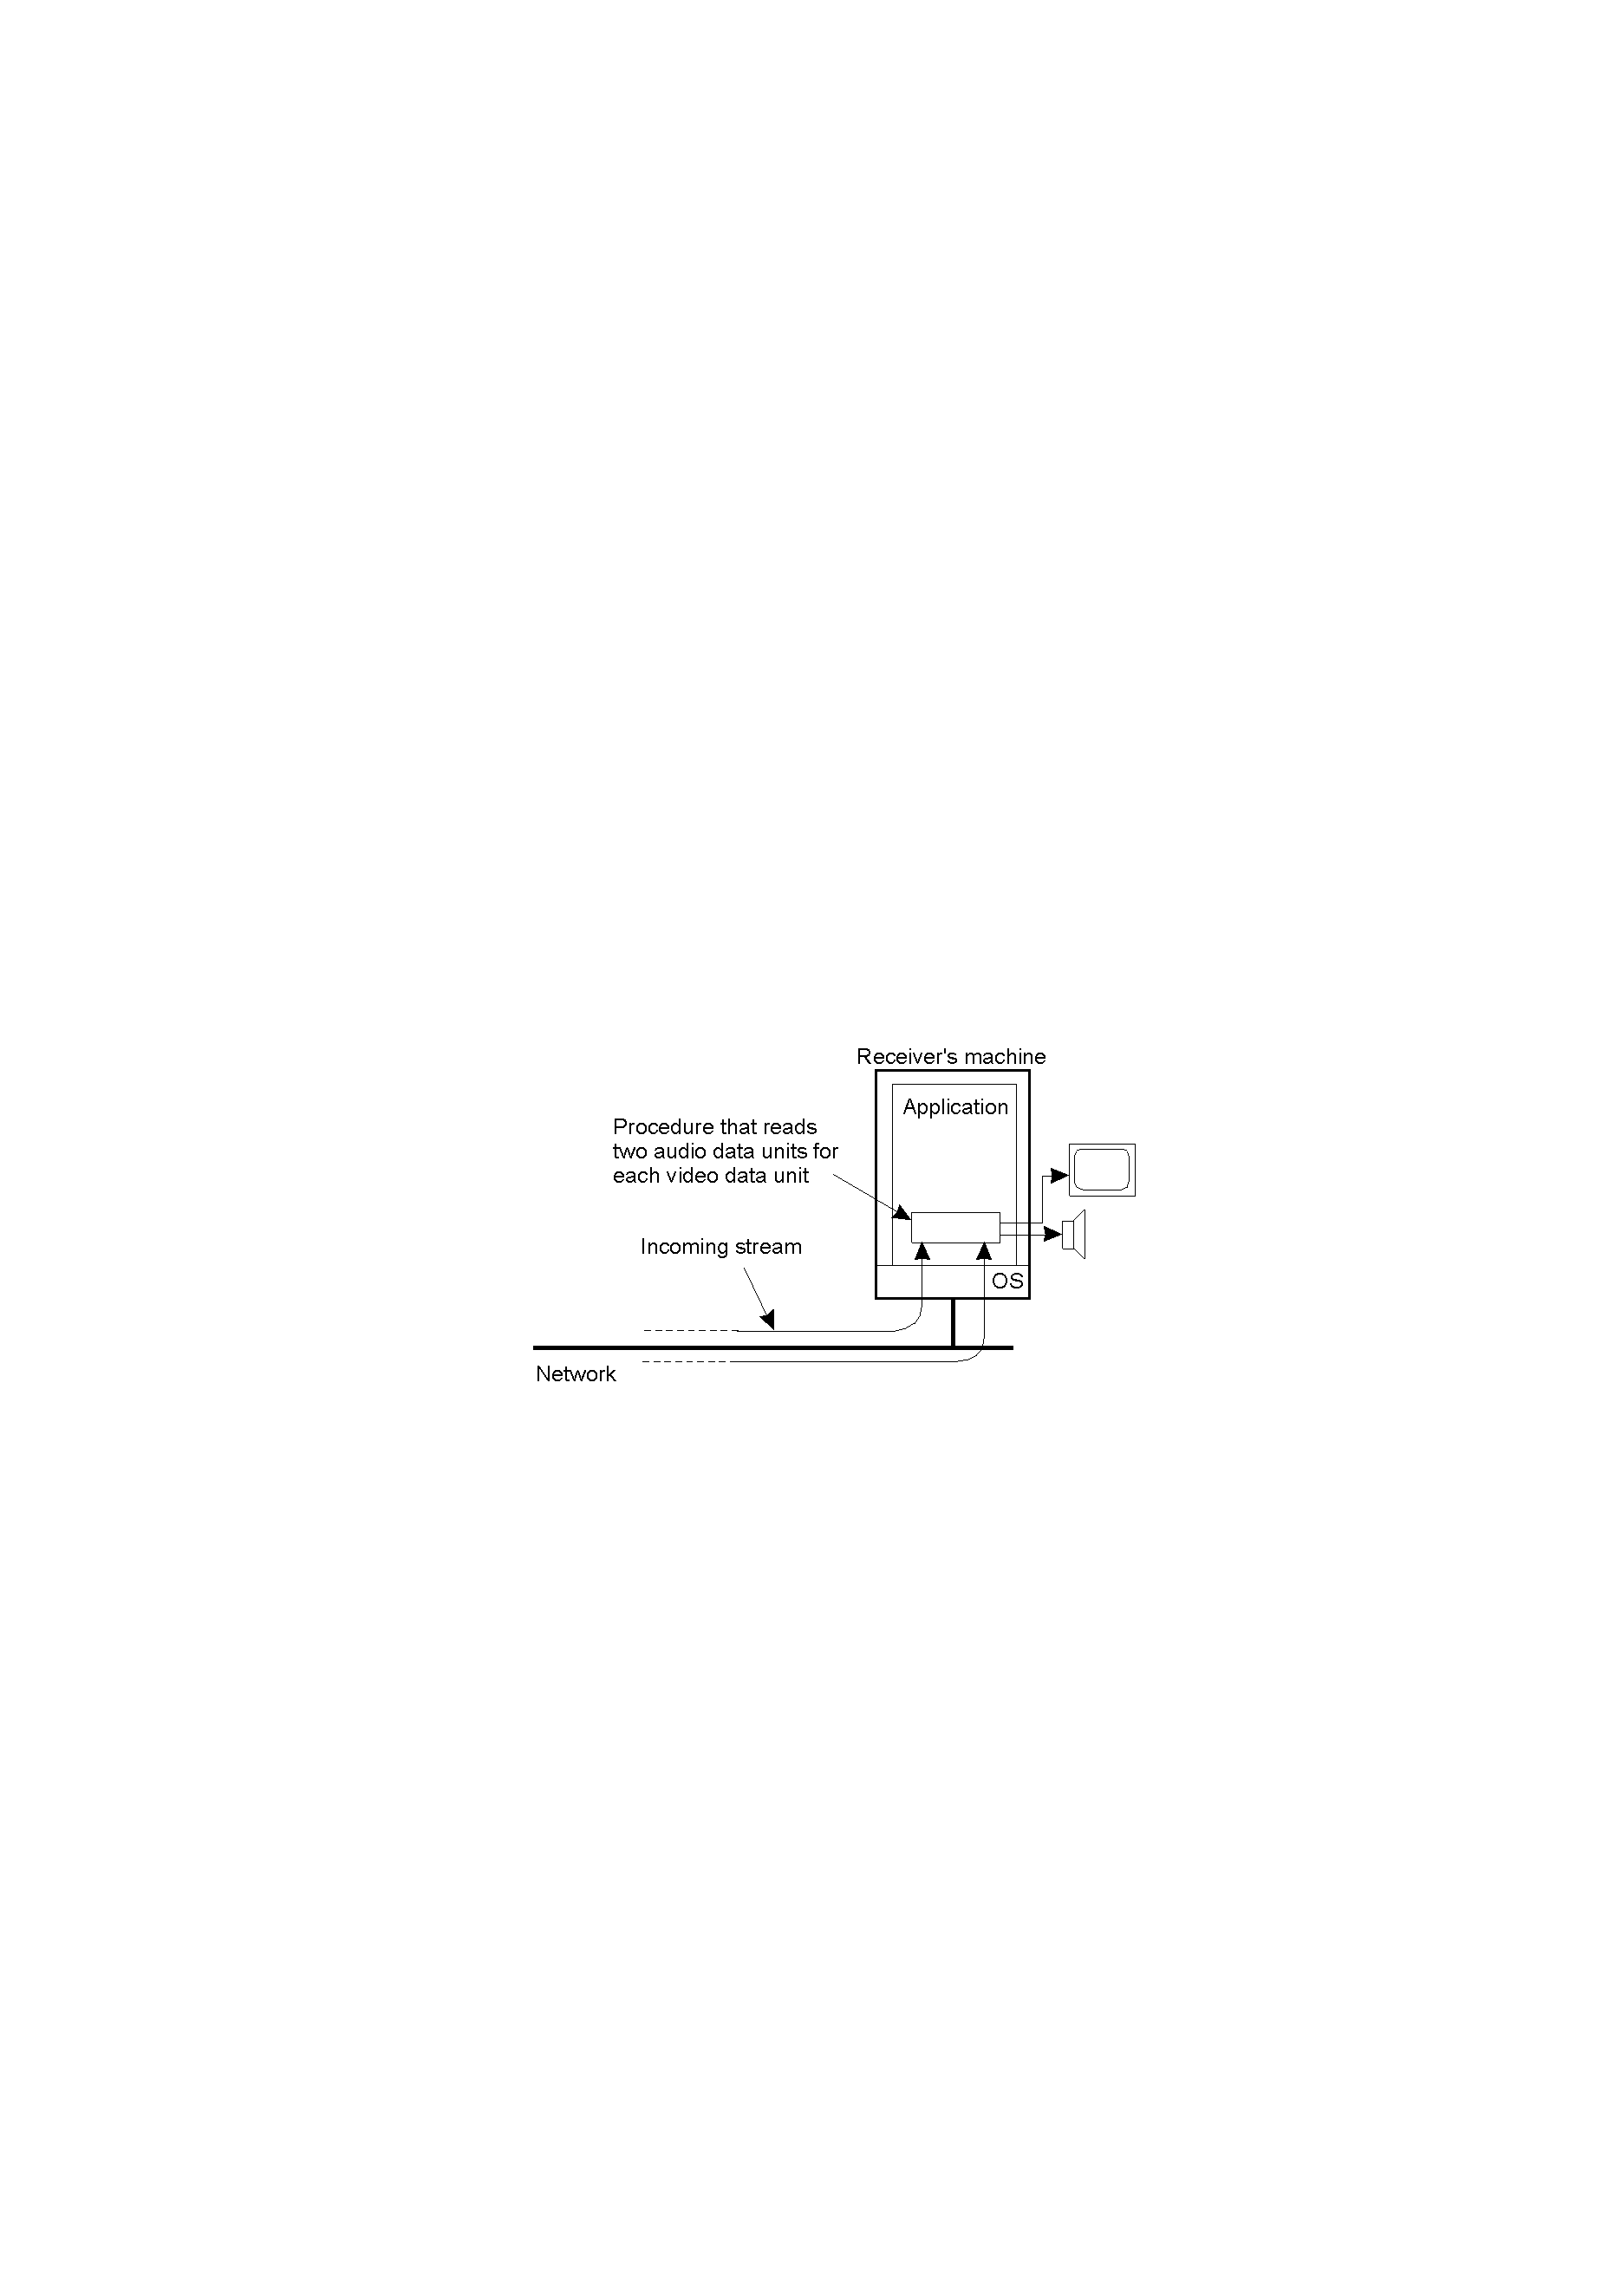 Receiver's machine
Application
Procedure that reads
two audio data units for
each video data unit
Incoming stream
OS
Network